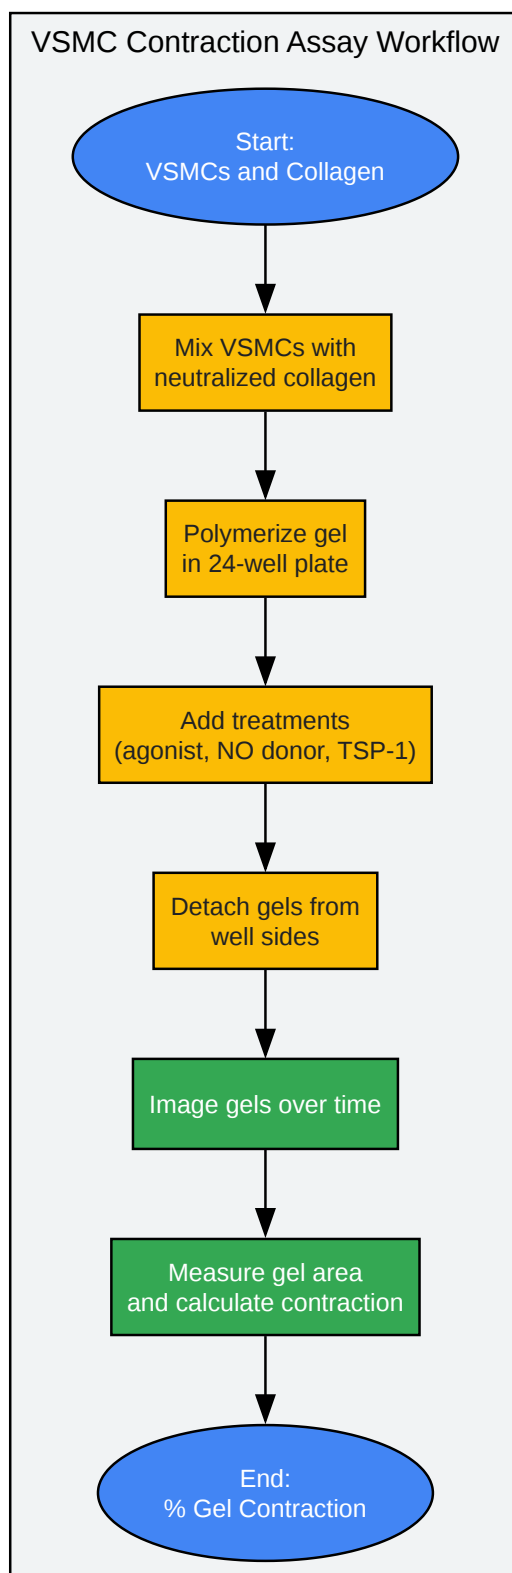 VSMC Contraction Assay Workflow
Start:
VSMCs and Collagen
Mix VSMCs with
neutralized collagen
Polymerize gel
in 24-well plate
Add treatments
(agonist, NO donor, TSP-1)
Detach gels from
well sides
Image gels over time
Measure gel area
and calculate contraction
End:
% Gel Contraction